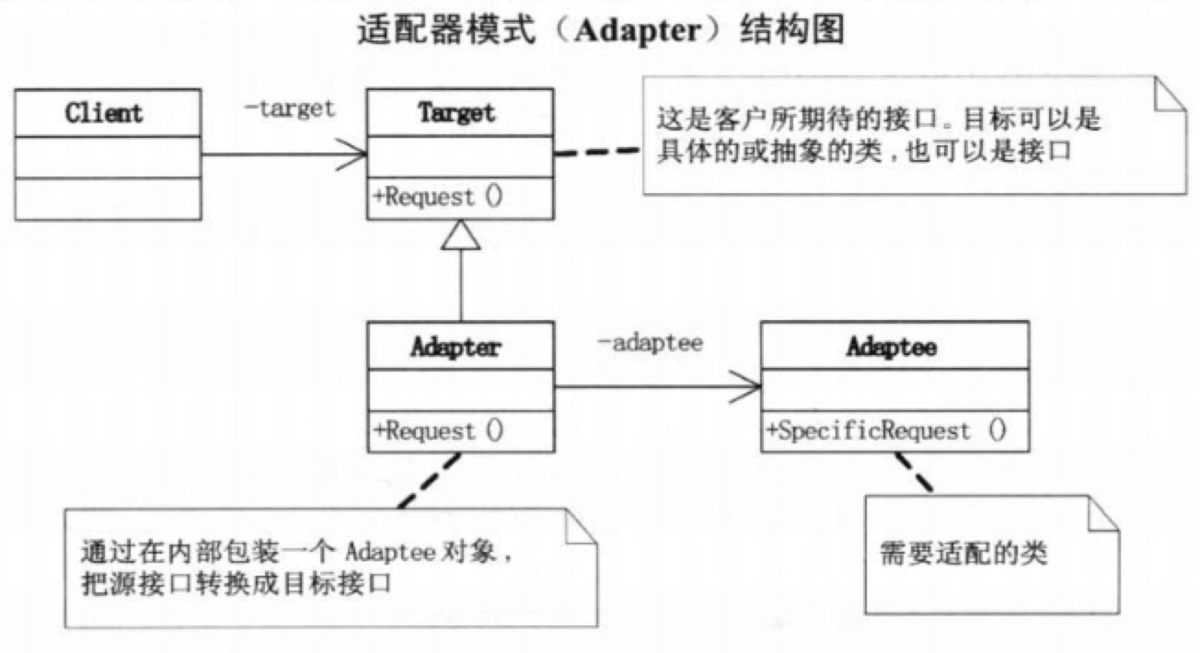 适配器模式（Adapter）结构图
Client
-target
Target
+Request()
这是客户所期待的接口。目标可以是
具体的或抽象的类,也可以是接口
Adapter
+Request()
-adaptee
Adaptee
+SpecificRequest ()
通过在内部包装一个 Adaptee 对象,
把源接口转换成目标接口
需要适配的类